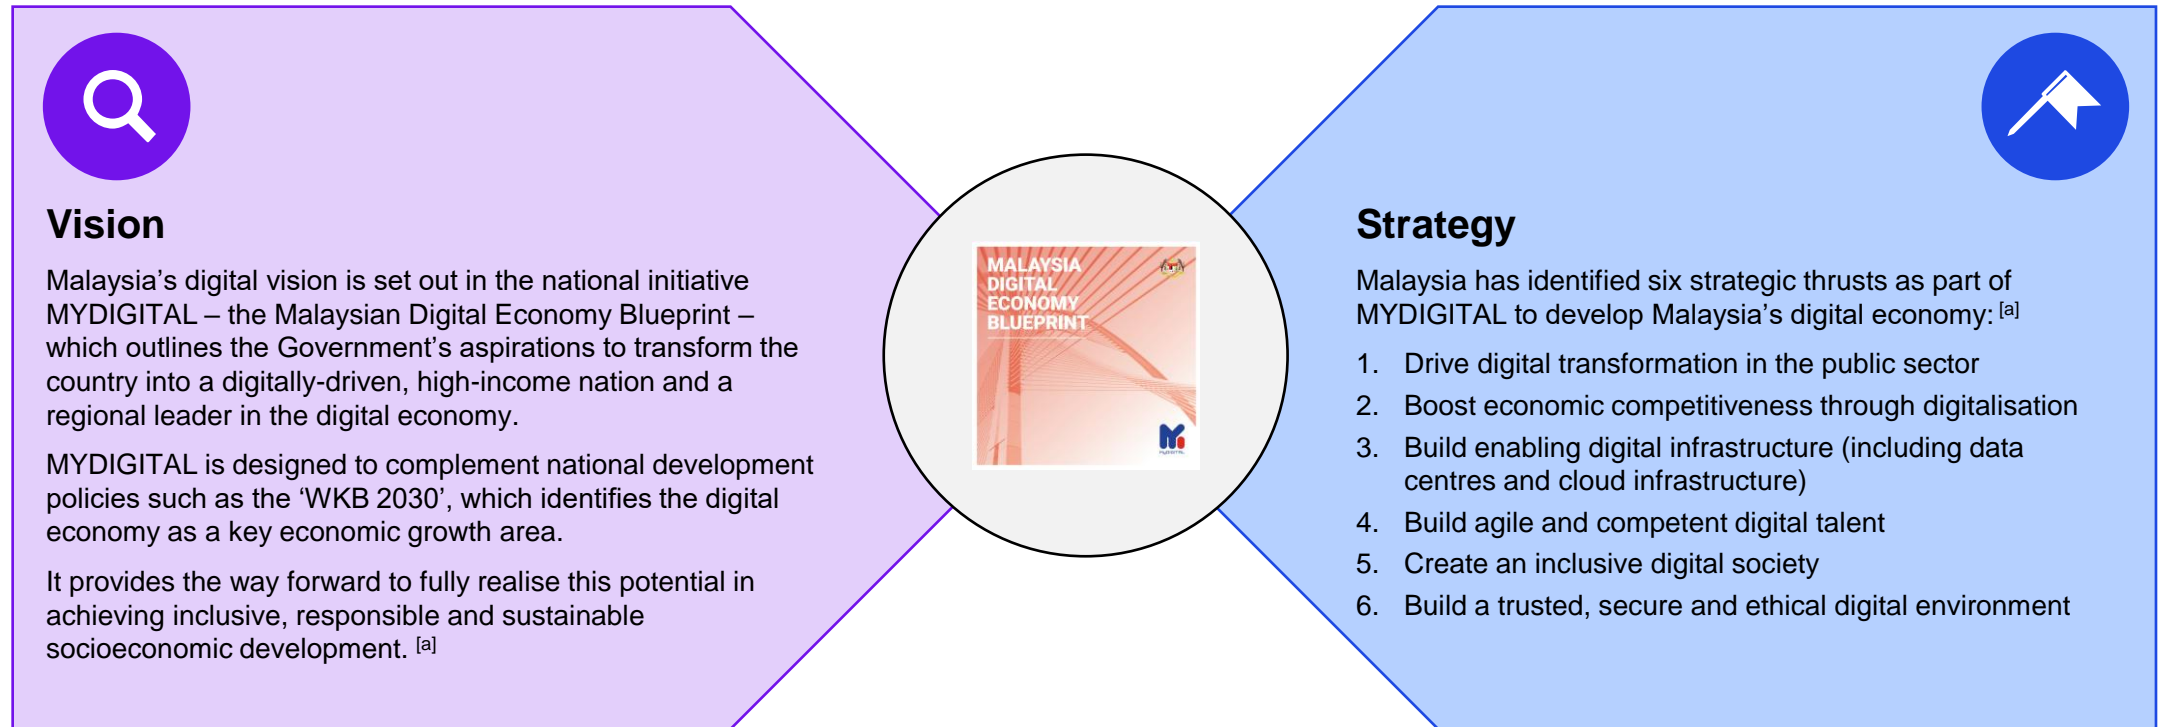 Vision
Malaysia’s digital vision is set out in the national initiative
MYDIGITAL – the Malaysian Digital Economy Blueprint –
which outlines the Government’s aspirations to transform the
country into a digitally-driven, high-income nation and a
regional leader in the digital economy.
MYDIGITAL is designed to complement national development
policies such as the ‘WKB 2030’, which identifies the digital
economy as a key economic growth area.
It provides the way forward to fully realise this potential in
achieving inclusive, responsible and sustainable
socioeconomic development. [a]
MALAYSIA
DIGITAL
ECONOMY
BLUEPRINT
MyDIGITAL
Strategy
Malaysia has identified six strategic thrusts as part of
MYDIGITAL to develop Malaysia’s digital economy: [a]
1. Drive digital transformation in the public sector
2. Boost economic competitiveness through digitalisation
3. Build enabling digital infrastructure (including data
centres and cloud infrastructure)
4. Build agile and competent digital talent
5. Create an inclusive digital society
6. Build a trusted, secure and ethical digital environment